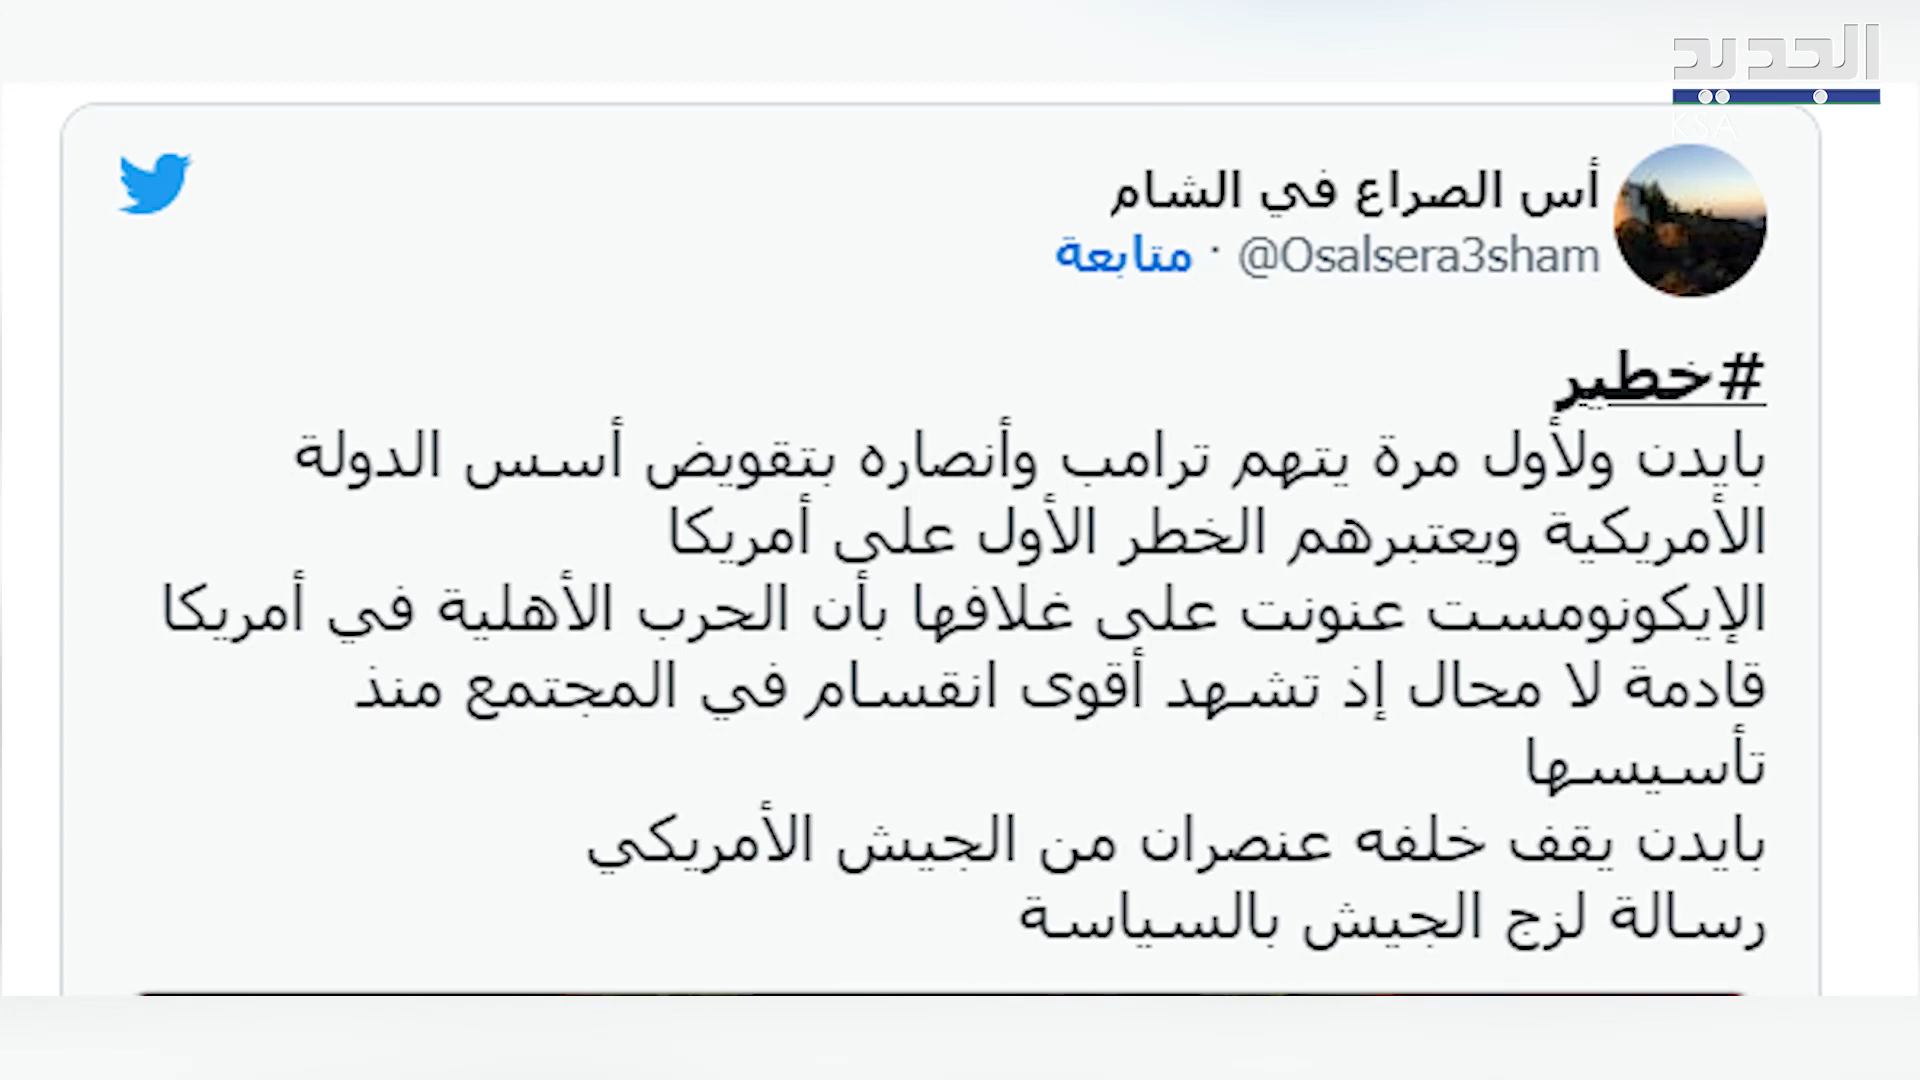 الجديد
KSA
أس الصراع في الشام
@Osalsera3sham · متابعة
#خطير
بايدن ولأول مرة يتهم ترامب وأنصاره بتقويض أسس الدولة
الأمريكية ويعتبرهم الخطر الأول على أمريكا
الإيكونومست عنونت على غلافها بأن الحرب الأهلية في أمريكا
قادمة لا محال إذ تشهد أقوى انقسام في المجتمع منذ
تأسيسها
بايدن يقف خلفه عنصران من الجيش الأمريكي
رسالة لزج الجيش بالسياسة